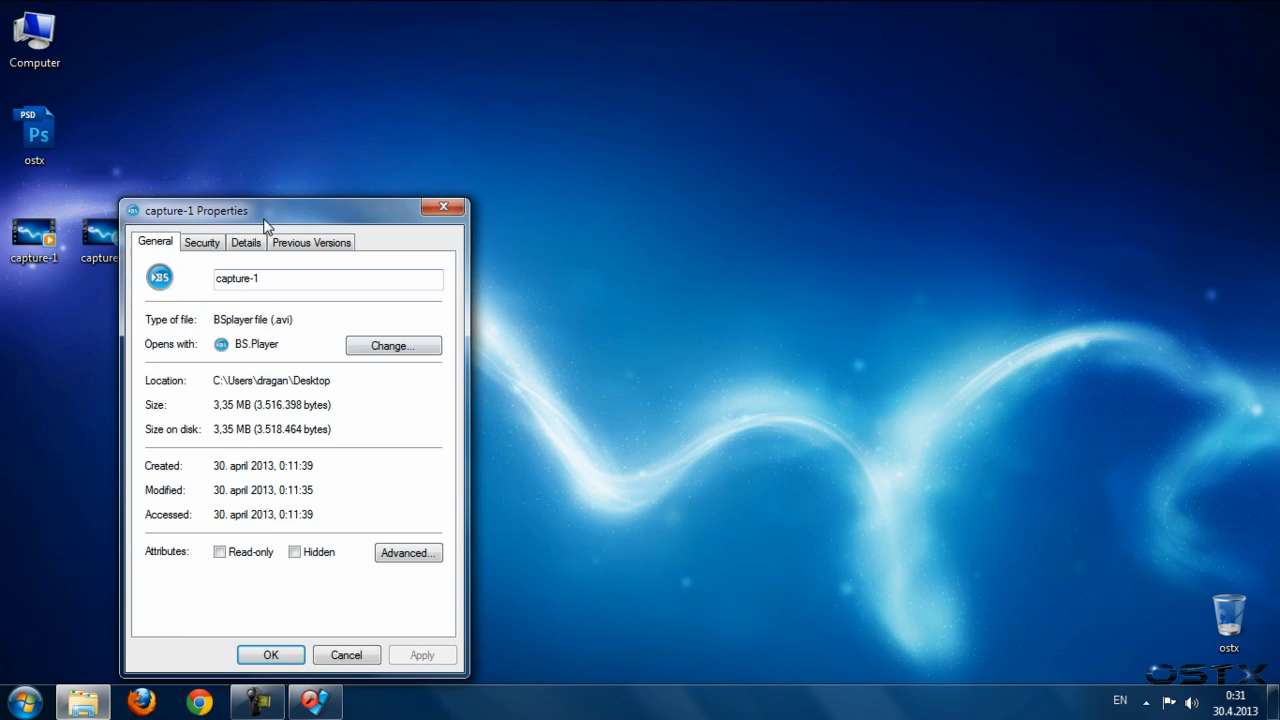 Computer
PSD
Ps
ostx
capture-1
capture
capture-1 Properties
General
Security
Details
Previous Versions
BS
capture-1
Type of file:
BSplayer file (.avi)
Opens with:
BS.Player
Change...
Location:
C:\Users\dragan\Desktop
Size:
3,35 MB (3.516.398 bytes)
Size on disk:
3,35 MB (3.518.464 bytes)
Created:
30. april 2013, 0:11:39
Modified:
30. april 2013, 0:11:35
Accessed:
30. april 2013, 0:11:39
Attributes:
Read-only
Hidden
Advanced...
OK
Cancel
Apply
ostx
OSTX
EN
0:31
30.4.2013